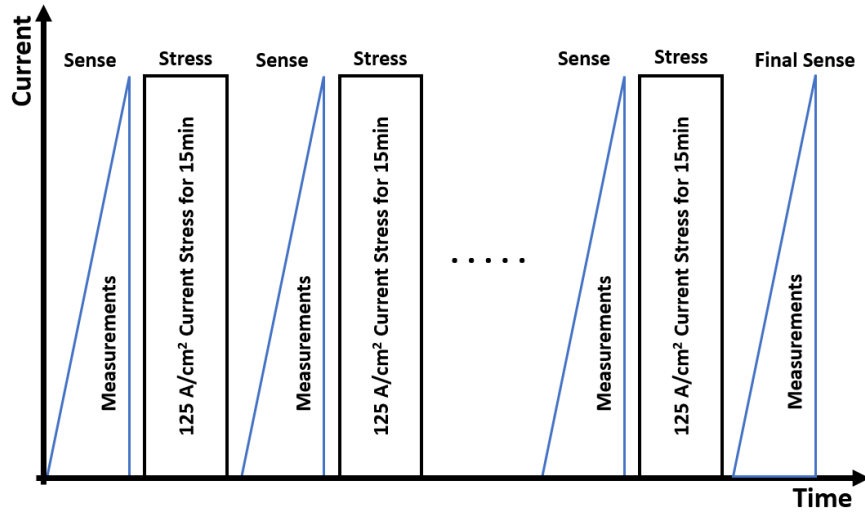 Current
Sense
Stress
Sense
Stress
Sense
Stress
Final Sense
Measurements
125 A/cm² Current Stress for 15min
Measurements
125 A/cm² Current Stress for 15min
.....
Measurements
125 A/cm² Current Stress for 15min
Measurements
Time